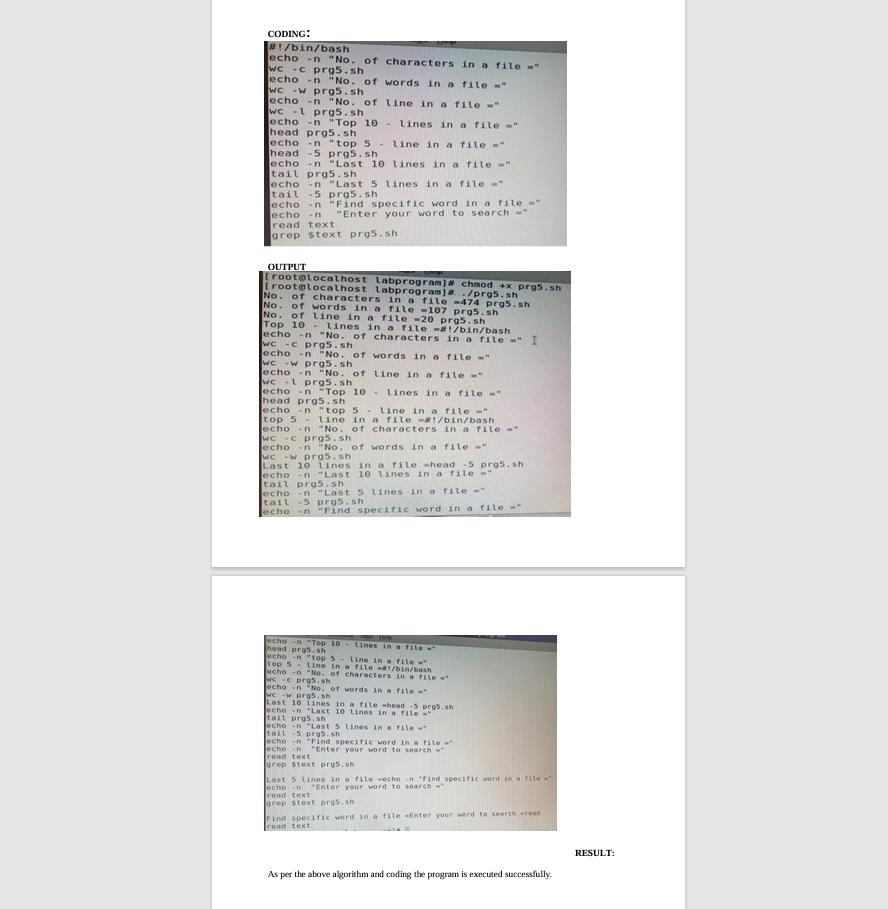 CODING:
#!/bin/bash
echo -n "No. of characters in a file ="
wc -c prg5.sh
echo -n "No. of words in a file ="
wc -w prg5.sh
echo -n "No. of line in a file ="
wc -l prg5.sh
echo -n "Top 10 - lines in a file ="
head prg5.sh
echo -n "top 5 - line in a file ="
head -5 prg5.sh
echo -n "Last 10 lines in a file ="
tail prg5.sh
echo -n "Last 5 lines in a file ="
tail -5 prg5.sh
echo -n "Find specific word in a file ="
echo -n  "Enter your word to search ="
read text
grep $text prg5.sh
OUTPUT
[root@localhost labprogram]# chmod +x prg5.sh
[root@localhost labprogram]# ./prg5.sh
No. of characters in a file =474 prg5.sh
No. of words in a file =107 prg5.sh
No. of line in a file =20 prg5.sh
Top 10 - lines in a file =#!/bin/bash
echo -n "No. of characters in a file ="
wc -c prg5.sh
echo -n "No. of words in a file ="
wc -w prg5.sh
echo -n "No. of line in a file ="
wc -l prg5.sh
echo -n "Top 10 - lines in a file ="
head prg5.sh
echo -n "top 5 - line in a file ="
top 5 - line in a file =#!/bin/bash
echo -n "No. of characters in a file ="
wc -c prg5.sh
echo -n "No. of words in a file ="
wc -w prg5.sh
Last 10 lines in a file =head -5 prg5.sh
echo -n "Last 10 lines in a file ="
tail prg5.sh
echo -n "Last 5 lines in a file ="
tail -5 prg5.sh
echo -n "Find specific word in a file ="
echo -n "Top 10 - lines in a file ="
head prg5.sh
echo -n "top 5 - line in a file ="
top 5 - line in a file =#!/bin/bash
echo -n "No. of characters in a file ="
wc -c prg5.sh
echo -n "No. of words in a file ="
wc -w prg5.sh
Last 10 lines in a file =head -5 prg5.sh
echo -n "Last 10 lines in a file ="
tail prg5.sh
echo -n "Last 5 lines in a file ="
tail -5 prg5.sh
echo -n "Find specific word in a file ="
echo -n  "Enter your word to search ="
read text
grep $text prg5.sh
Last 5 lines in a file =echo -n "Find specific word in a file ="
echo -n  "Enter your word to search ="
read text
grep $text prg5.sh
Find specific word in a file =Enter your word to search =read
read text
RESULT:
As per the above algorithm and coding the program is executed successfully.